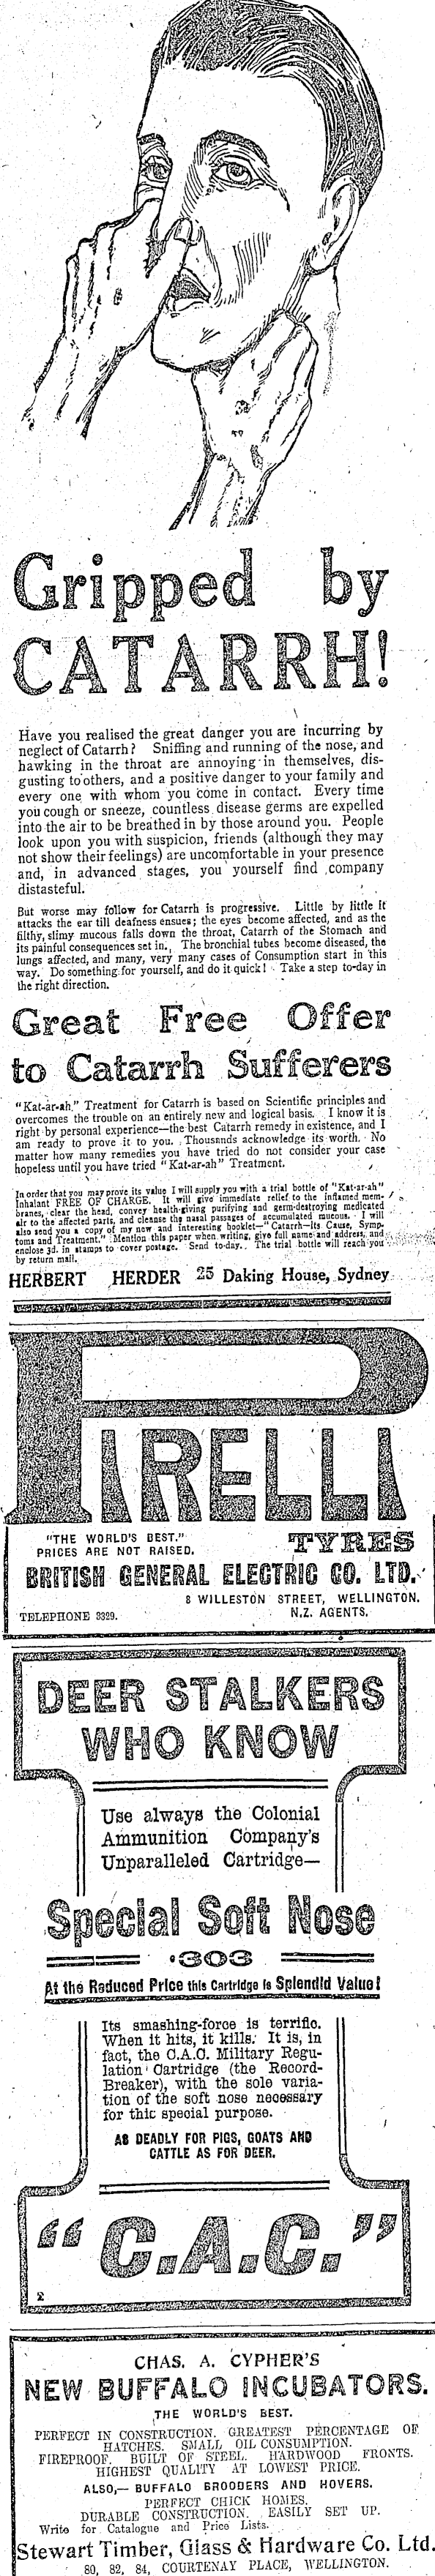 Gripped by
CATARRH!
Have you realised the great danger you are incurring by
neglect of Catarrh? Sniffing and running of the nose, and
hawking in the throat are annoying in themselves, dis-
gusting to others, and a positive danger to your family and
every one with whom you come in contact. Every time
you cough or sneeze, countless disease germs are expelled
into the air to be breathed in by those around you. People
look upon you with suspicion, friends (although they may
not show their feelings) are uncomfortable in your presence
and, in advanced stages, you yourself find company
distasteful.
But worse may follow for Catarrh is progressive. Little by little it
attacks the ear till deafness ensues; the eyes become affected, and as the
filthy, slimy mucous falls down the throat, Catarrh of the Stomach and
its painful consequences set in. The bronchial tubes become diseased, the
lungs affected, and many, very many cases of Consumption start in this
way. Do something for yourself, and do it quick! Take a step to-day in
the right direction.
Great Free Offer
to Catarrh Sufferers
"Kat-ar-ah." Treatment for Catarrh is based on Scientific principles and
overcomes the trouble on an entirely new and logical basis. I know it is
right by personal experience—the best Catarrh remedy in existence, and I
am ready to prove it to you. Thousands acknowledge its worth. No
matter how many remedies you have tried do not consider your case
hopeless until you have tried "Kat-ar-ah" Treatment.
In order that you may prove its value I will supply you with a trial bottle of "Kat-ar-ah"
Inhalant FREE OF CHARGE. It will give immediate relief to the inflamed mem-
branes, clear the head, convey health-giving purifying and germ-destroying medicated
air to the affected parts, and cleanse the nasal passages of accumulated mucous. I will
also send you a copy of my new and interesting booklet—"Catarrh—Its Cause, Symp-
toms and Treatment." Mention this paper when writing, give full name and address, and
enclose 3d. in stamps to cover postage. Send to-day. The trial bottle will reach you
by return mail.
HERBERT HERDER 25 Daking House, Sydney
PIRELLI
"THE WORLD'S BEST." TYRES
PRICES ARE NOT RAISED.
BRITISH GENERAL ELECTRIC CO. LTD.
8 WILLESTON STREET, WELLINGTON.
TELEPHONE 3329. N.Z. AGENTS.
DEER STALKERS
WHO KNOW
Use always the Colonial
Ammunition Company's
Unparalleled Cartridge—
Special Soft Nose
·303
At the Reduced Price this Cartridge is Splendid Value!
Its smashing-force is terrific.
When it hits, it kills. It is, in
fact, the C.A.C. Military Regu-
lation Cartridge (the Record-
Breaker), with the sole varia-
tion of the soft nose necessary
for this special purpose.
AS DEADLY FOR PIGS, GOATS AND
CATTLE AS FOR DEER.
"C.A.C."
2
CHAS. A. CYPHER'S
NEW BUFFALO INCUBATORS.
THE WORLD'S BEST.
PERFECT IN CONSTRUCTION. GREATEST PERCENTAGE OF
HATCHES. SMALL OIL CONSUMPTION.
FIREPROOF. BUILT OF STEEL. HARDWOOD FRONTS.
HIGHEST QUALITY AT LOWEST PRICE.
ALSO,— BUFFALO BROODERS AND HOVERS.
PERFECT CHICK HOMES.
DURABLE CONSTRUCTION. EASILY SET UP.
Write for Catalogue and Price Lists.
Stewart Timber, Glass & Hardware Co. Ltd.
80, 82, 84, COURTENAY PLACE, WELLINGTON.